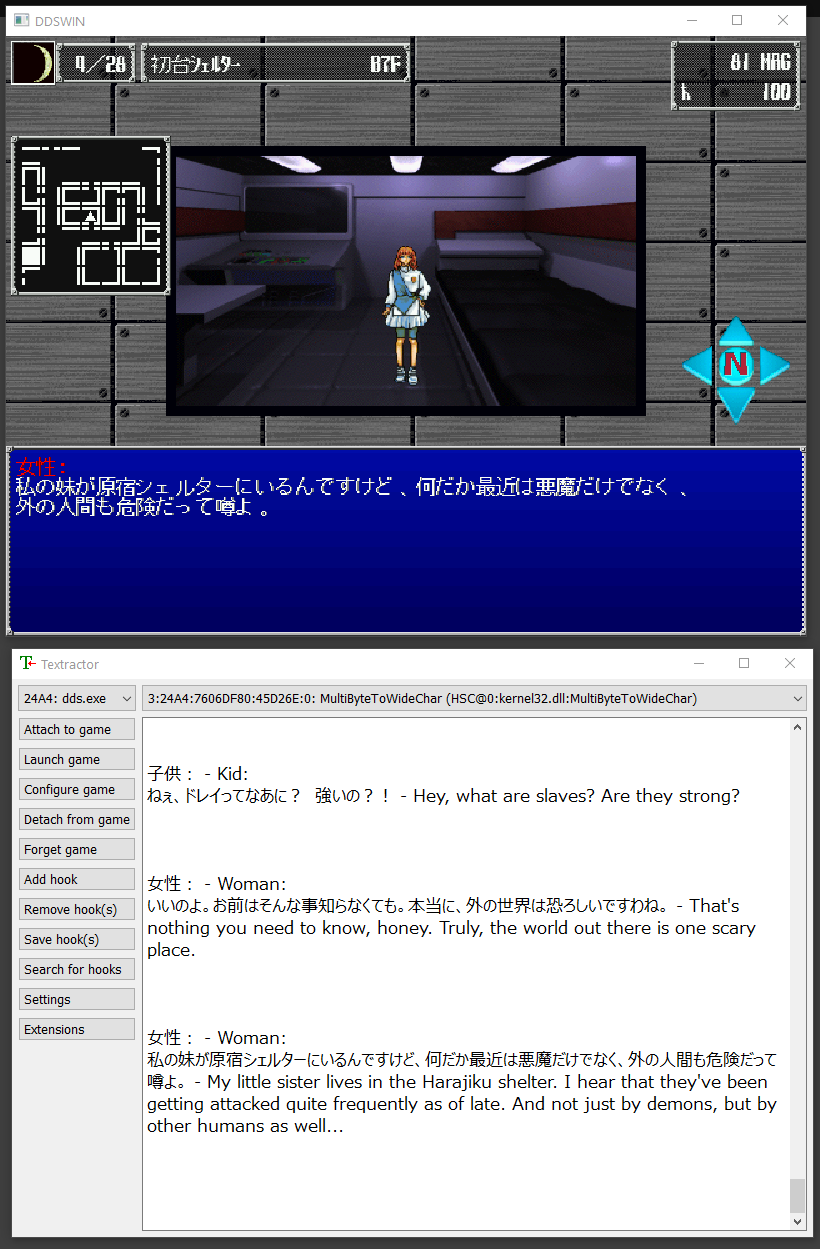 DDSWIN
9/28
初台シェルター
B7F
81 MAG
h 100
N
女性：
私の妹が原宿シェルターにいるんですけど、何だか最近は悪魔だけでなく、
外の人間も危険だって噂よ。
Textractor
24A4: dds.exe
3:24A4:7606DF80:45D26E:0: MultiByteToWideChar (HSC@0:kernel32.dll:MultiByteToWideChar)
Attach to game
Launch game
Configure game
Detach from game
Forget game
Add hook
Remove hook(s)
Save hook(s)
Search for hooks
Settings
Extensions
子供： - Kid:
ねぇ、ドレイってなあに？ 強いの？！ - Hey, what are slaves? Are they strong?
女性： - Woman:
いいのよ。お前はそんな事知らなくても。本当に、外の世界は恐ろしいですわね。 - That's
nothing you need to know, honey. Truly, the world out there is one scary
place.
女性： - Woman:
私の妹が原宿シェルターにいるんですけど、何だか最近は悪魔だけでなく、外の人間も危険だって
噂よ。 - My little sister lives in the Harajiku shelter. I hear that they've been
getting attacked quite frequently as of late. And not just by demons, but by
other humans as well...